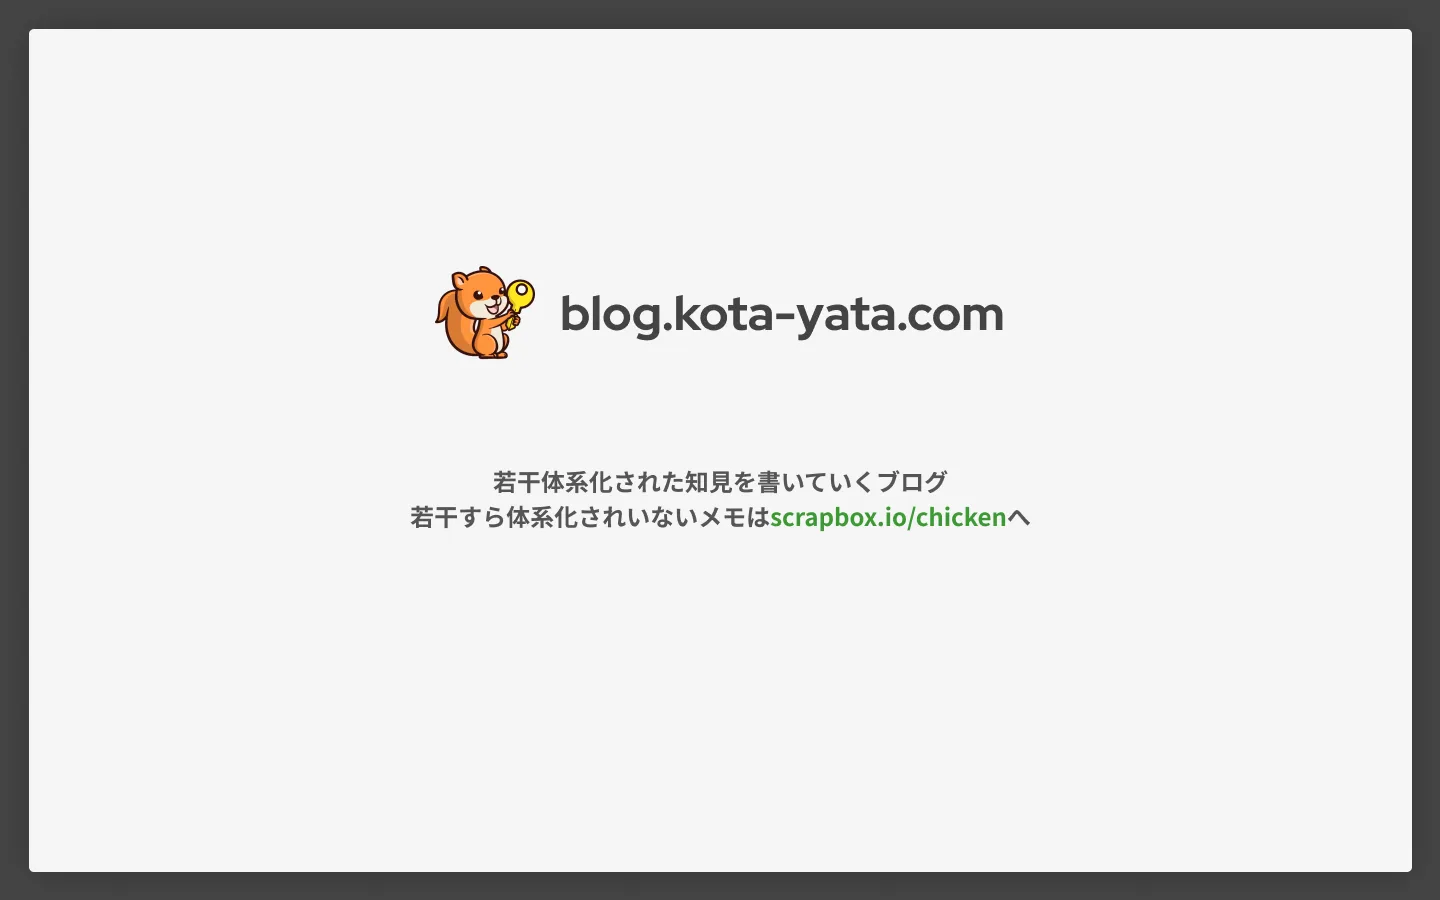 blog.kota-yata.com
若干体系化された知見を書いていくブログ
若干すら体系化されいないメモはscrapbox.io/chickenへ